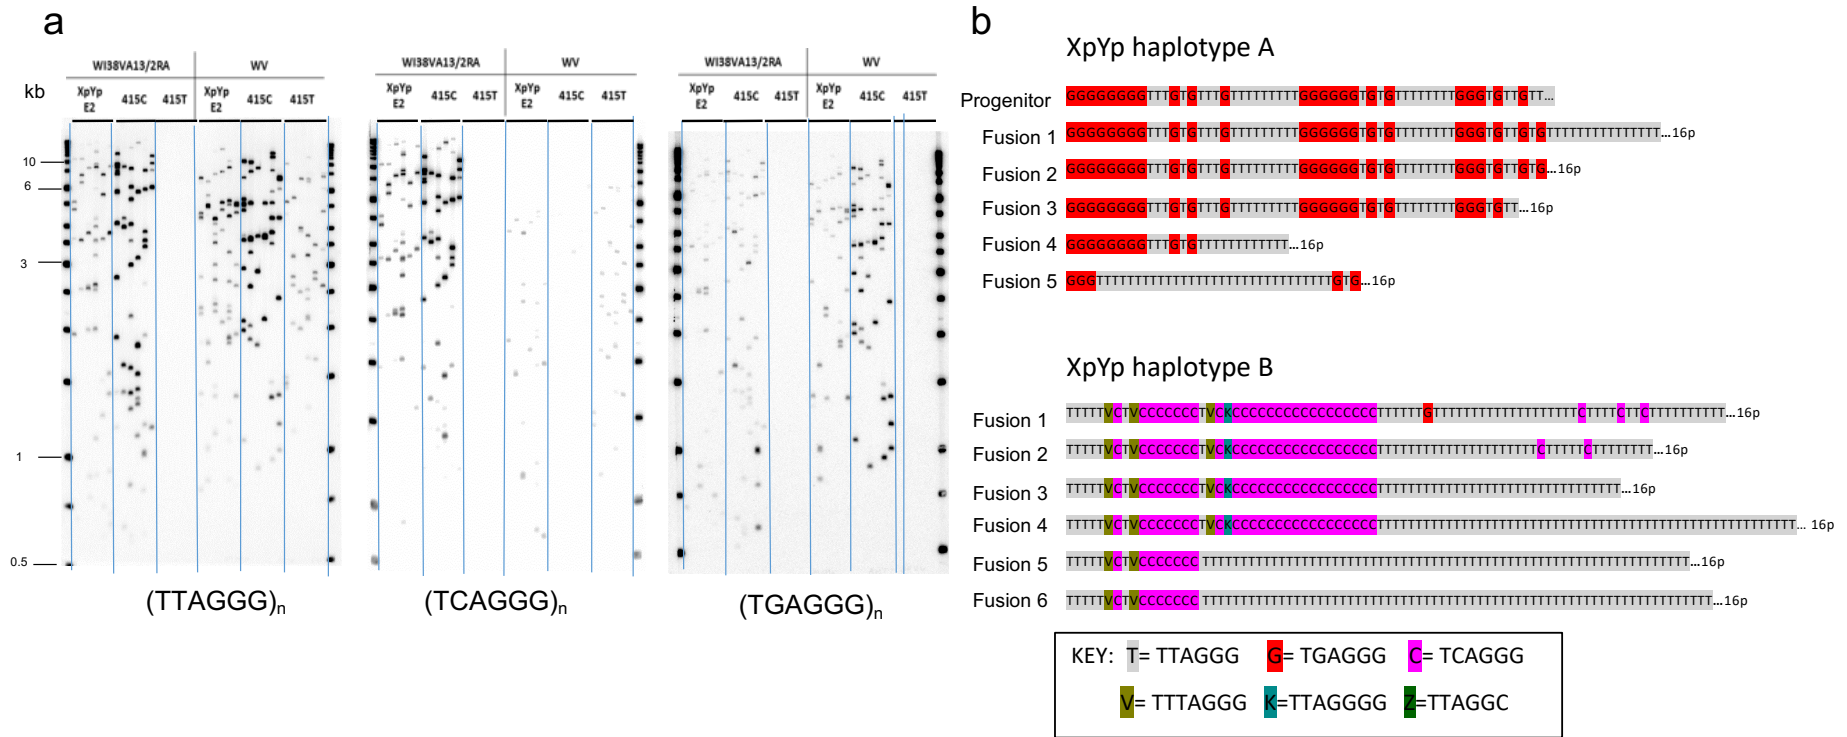 a
WI38VA13/2RA WV
WI38VA13/2RA WV
WI38VA13/2RA WV
kb
XpYp E2 415C 415T XpYp E2 415C 415T
XpYp E2 415C 415T XpYp E2 415C 415T
XpYp E2 415C 415T XpYp E2 415C 415T
10
6
3
1
0.5
(TTAGGG)n
(TCAGGG)n
(TGAGGG)n
b
XpYp haplotype A
Progenitor GGGGGGGGTTTGTGTTTGTTTTTTTTTGGGGGGTGTGTTTTTTTTGGGTGTTGTT...
Fusion 1 ...16p
Fusion 2 GGGGGGGGTTTGTGTTTGTTTTTTTTTGGGGGGTGTGTTTTTTTTGGGTGTTGTG...16p
Fusion 3 GGGGGGGGTTTGTGTTTGTTTTTTTTTGGGGGGTGTGTTTTTTTTGGGTGTT...16p
Fusion 4 GGGGGGGGTTTGTGTTTTTTTTTTT...16p
Fusion 5 ...16p
XpYp haplotype B
Fusion 1 ...16p
Fusion 2 ...16p
Fusion 3 ...16p
Fusion 4 ... 16p
Fusion 5 ...16p
Fusion 6 ...16p
KEY: T= TTAGGG G= TGAGGG C= TCAGGG
V= TTTAGGG K=TTAGGGG Z=TTAGGC